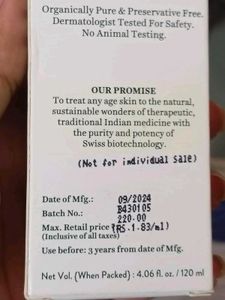 Organically Pure & Preservative Free.
Dermatologist Tested For Safety.
No Animal Testing.
OUR PROMISE
To treat any age skin to the natural,
sustainable wonders of therapeutic,
traditional Indian medicine with
the purity and potency of
Swiss biotechnology.
(Not for individual Sale)
Date of Mfg.: 09/2024
Batch No.: B430105
220.00
Max. Retail price ₹(RS.1.83/ml)
(Inclusive of all taxes)
Use before: 3 years from date of Mfg.
Net Vol. (When Packed) : 4.06 fl. oz / 120 ml